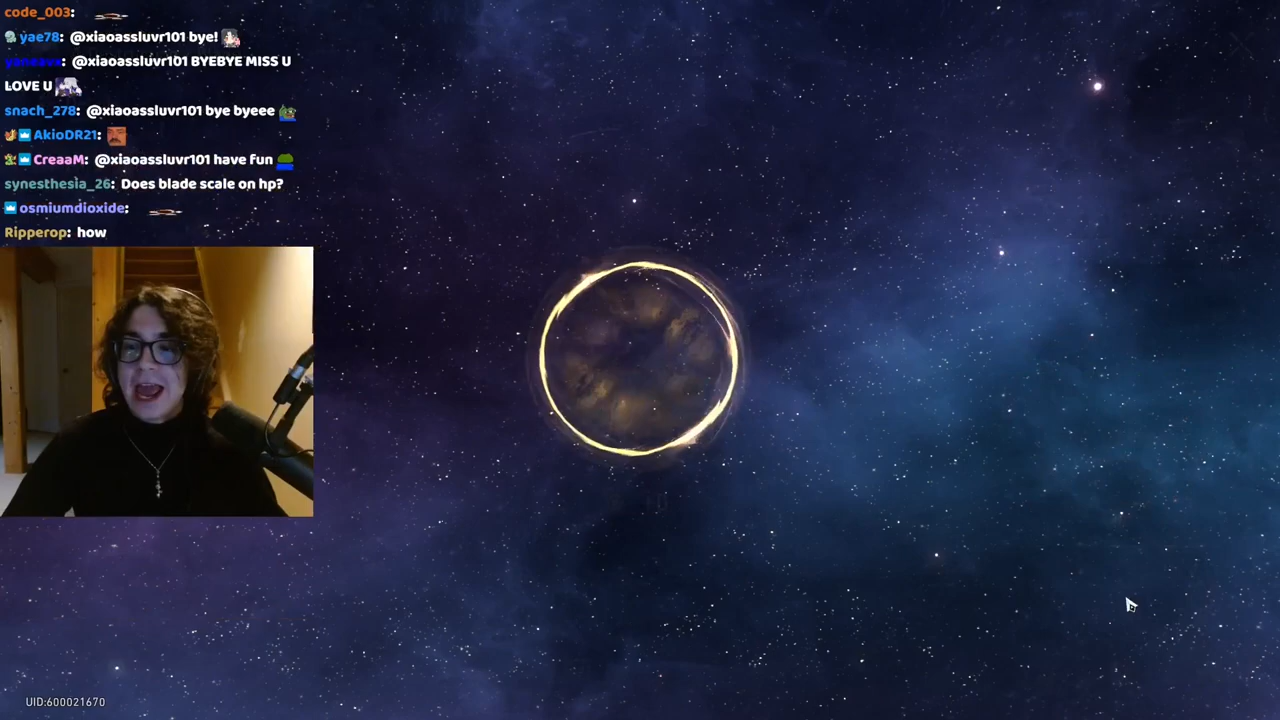 code_003:
yae78: @xiaoassluvr101 bye!
@xiaoassluvr101 BYEBYE MISS U
LOVE U
snach_278: @xiaoassluvr101 bye byeee
AkioDR21:
CreaaM: @xiaoassluvr101 have fun
synesthesia_26: Does blade scale on hp?
osmiumdioxide:
Ripperop: how
UID:600021670